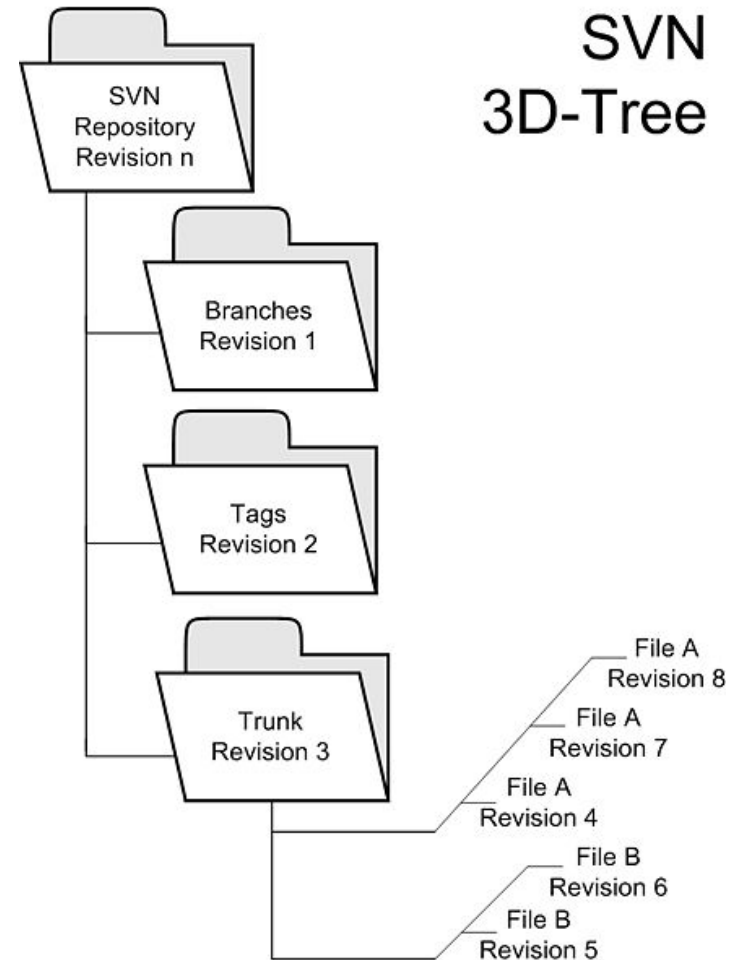 SVN
3D-Tree
SVN
Repository
Revision n
Branches
Revision 1
Tags
Revision 2
Trunk
Revision 3
File A
Revision 8
File A
Revision 7
File A
Revision 4
File B
Revision 6
File B
Revision 5